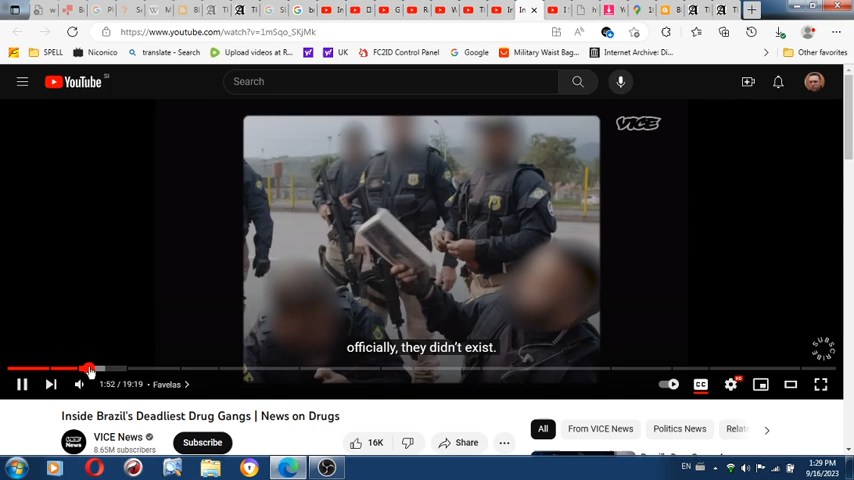 https://www.youtube.com/watch?v=1mSqo_SKjMk
SPELL
Niconico
translate - Search
Upload videos at R...
UK
FC2ID Control Panel
Google
Military Waist Bag...
Internet Archive: Di...
Other favorites
YouTube SI
Search
VICE
officially, they didn't exist.
SUBSCRIBE
1:52 / 19:19 • Favelas
Inside Brazil's Deadliest Drug Gangs | News on Drugs
VICE News
8.65M subscribers
Subscribe
16K
Share
All
From VICE News
Politics News
Relate
EN
1:29 PM
9/16/2023